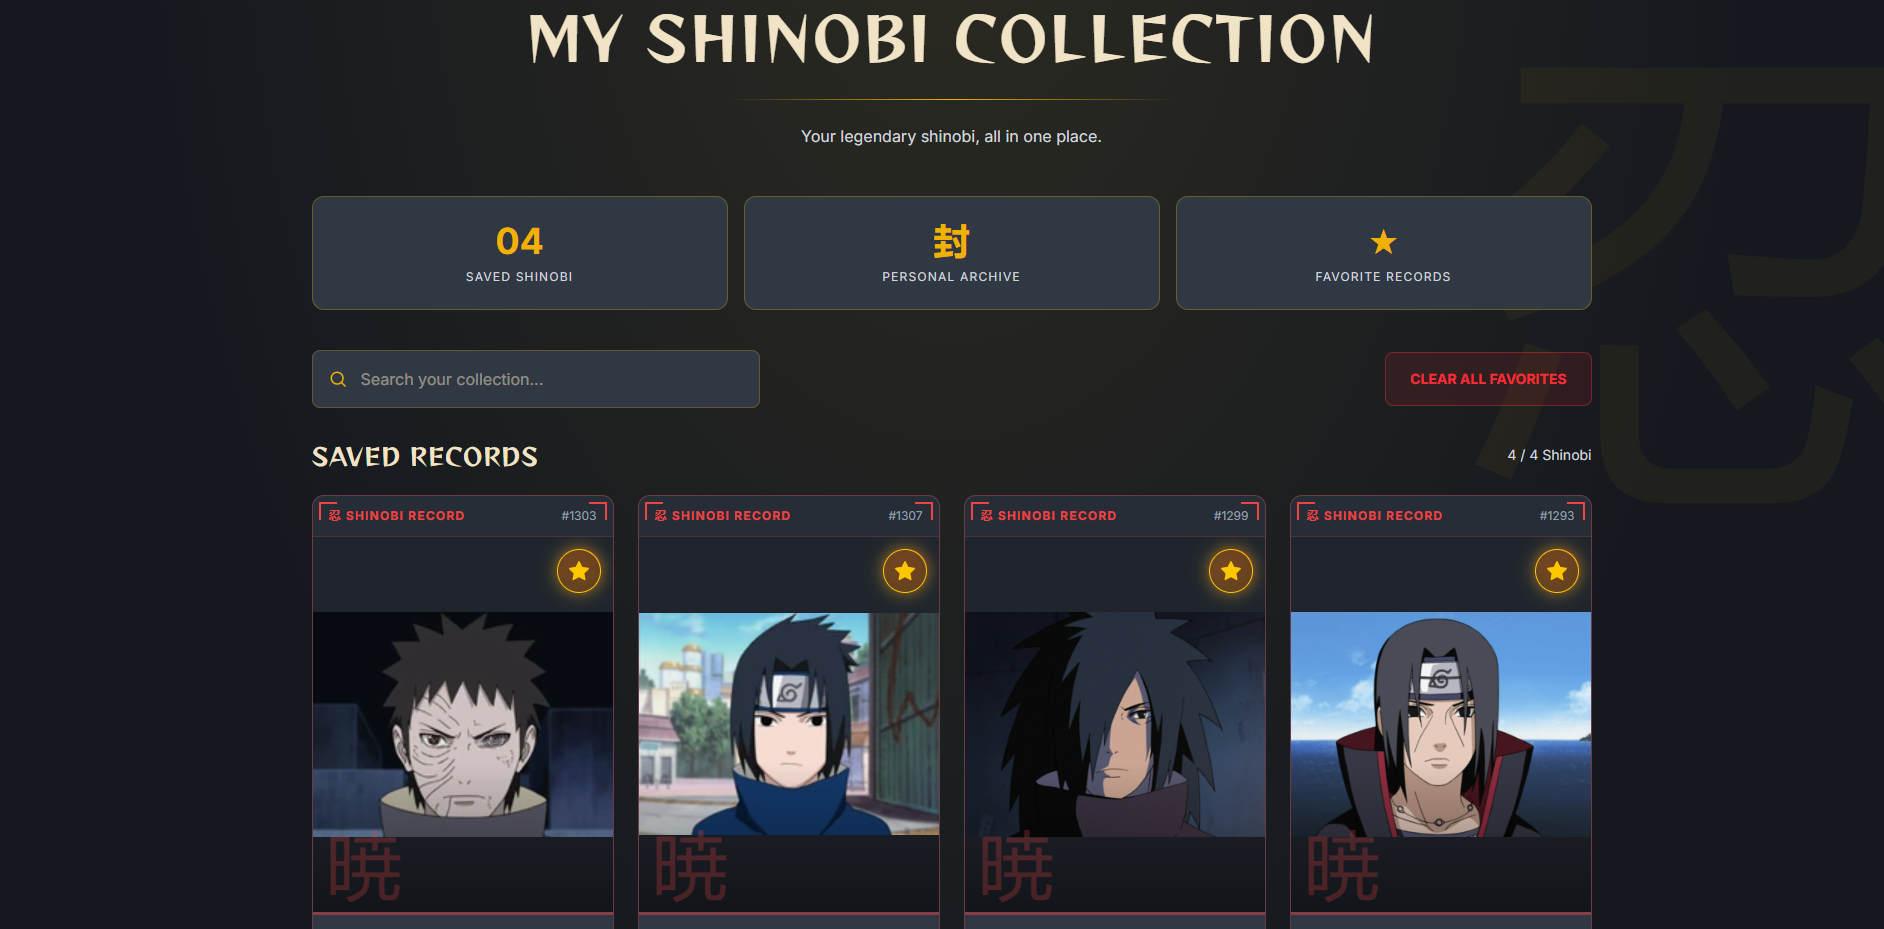 MY SHINOBI COLLECTION
Your legendary shinobi, all in one place.
04
SAVED SHINOBI
封
PERSONAL ARCHIVE
★
FAVORITE RECORDS
忍
Search your collection...
CLEAR ALL FAVORITES
SAVED RECORDS
4 / 4 Shinobi
忍 SHINOBI RECORD #1303
忍 SHINOBI RECORD #1307
忍 SHINOBI RECORD #1299
忍 SHINOBI RECORD #1293
暁
暁
暁
暁